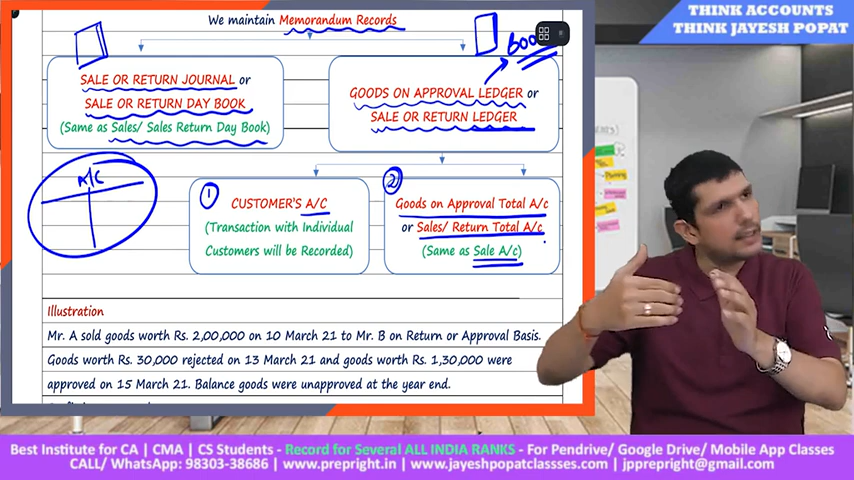 THINK ACCOUNTS
THINK JAYESH POPAT
We maintain Memorandum Records
SALE OR RETURN JOURNAL or
SALE OR RETURN DAY BOOK
(Same as Sales/ Sales Return Day Book)
GOODS ON APPROVAL LEDGER or
SALE OR RETURN LEDGER
A/C
1
CUSTOMER'S A/C
(Transaction with Individual
Customers will be Recorded)
2
Goods on Approval Total A/c
or Sales/ Return Total A/c
(Same as Sale A/c)
Illustration
Mr. A sold goods worth Rs. 2,00,000 on 10 March 21 to Mr. B on Return or Approval Basis.
Goods worth Rs. 30,000 rejected on 13 March 21 and goods worth Rs. 1,30,000 were
approved on 15 March 21. Balance goods were unapproved at the year end.
Best Institute for CA | CMA | CS Students - Record for Several ALL INDIA RANKS - For Pendrive/ Google Drive/ Mobile App Classes
CALL/ WhatsApp: 98303-38686 | www.prepright.in | www.jayeshpopatclassses.com | jpprepright@gmail.com